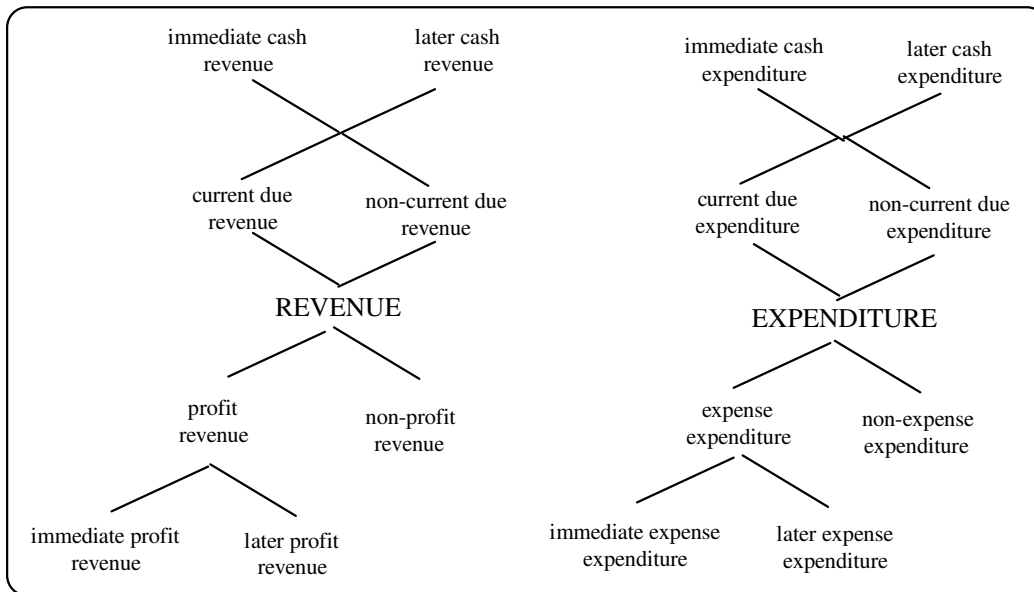 immediate cash
revenue
later cash
revenue
current due
revenue
non-current due
revenue
REVENUE
profit
revenue
non-profit
revenue
immediate profit
revenue
later profit
revenue
immediate cash
expenditure
later cash
expenditure
current due
expenditure
non-current due
expenditure
EXPENDITURE
expense
expenditure
non-expense
expenditure
immediate expense
expenditure
later expense
expenditure